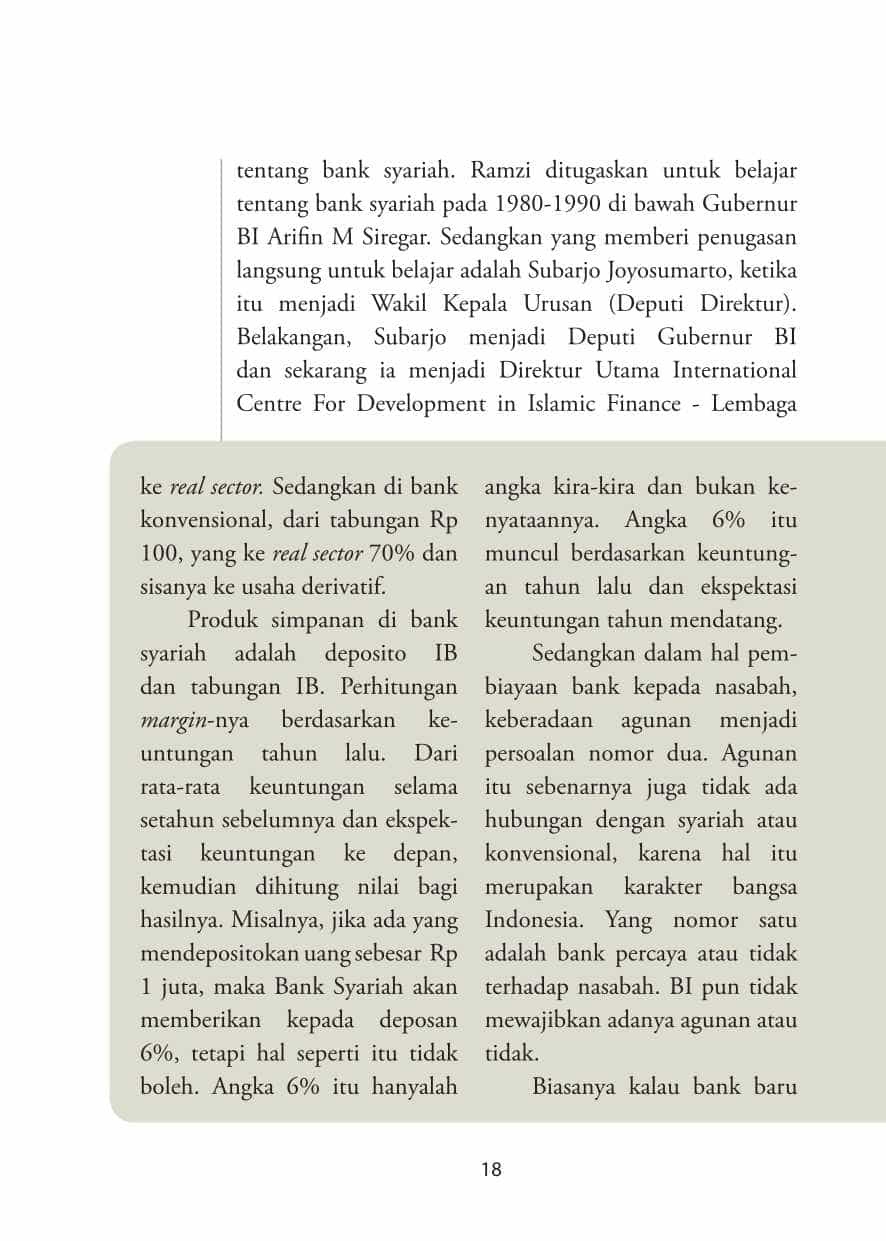 tentang bank syariah. Ramzi ditugaskan untuk belajar
tentang bank syariah pada 1980-1990 di bawah Gubernur
BI Arifin M Siregar. Sedangkan yang memberi penugasan
langsung untuk belajar adalah Subarjo Joyosumarto, ketika
itu menjadi Wakil Kepala Urusan (Deputi Direktur).
Belakangan, Subarjo menjadi Deputi Gubernur BI
dan sekarang ia menjadi Direktur Utama International
Centre For Development in Islamic Finance - Lembaga
ke real sector. Sedangkan di bank
konvensional, dari tabungan Rp
100, yang ke real sector 70% dan
sisanya ke usaha derivatif.
Produk simpanan di bank
syariah adalah deposito IB
dan tabungan IB. Perhitungan
margin-nya berdasarkan ke-
untungan tahun lalu. Dari
rata-rata keuntungan selama
setahun sebelumnya dan ekspek-
tasi keuntungan ke depan,
kemudian dihitung nilai bagi
hasilnya. Misalnya, jika ada yang
mendepositokan uang sebesar Rp
1 juta, maka Bank Syariah akan
memberikan kepada deposan
6%, tetapi hal seperti itu tidak
boleh. Angka 6% itu hanyalah
angka kira-kira dan bukan ke-
nyataannya. Angka 6% itu
muncul berdasarkan keuntung-
an tahun lalu dan ekspektasi
keuntungan tahun mendatang.
Sedangkan dalam hal pem-
biayaan bank kepada nasabah,
keberadaan agunan menjadi
persoalan nomor dua. Agunan
itu sebenarnya juga tidak ada
hubungan dengan syariah atau
konvensional, karena hal itu
merupakan karakter bangsa
Indonesia. Yang nomor satu
adalah bank percaya atau tidak
terhadap nasabah. BI pun tidak
mewajibkan adanya agunan atau
tidak.
Biasanya kalau bank baru
18